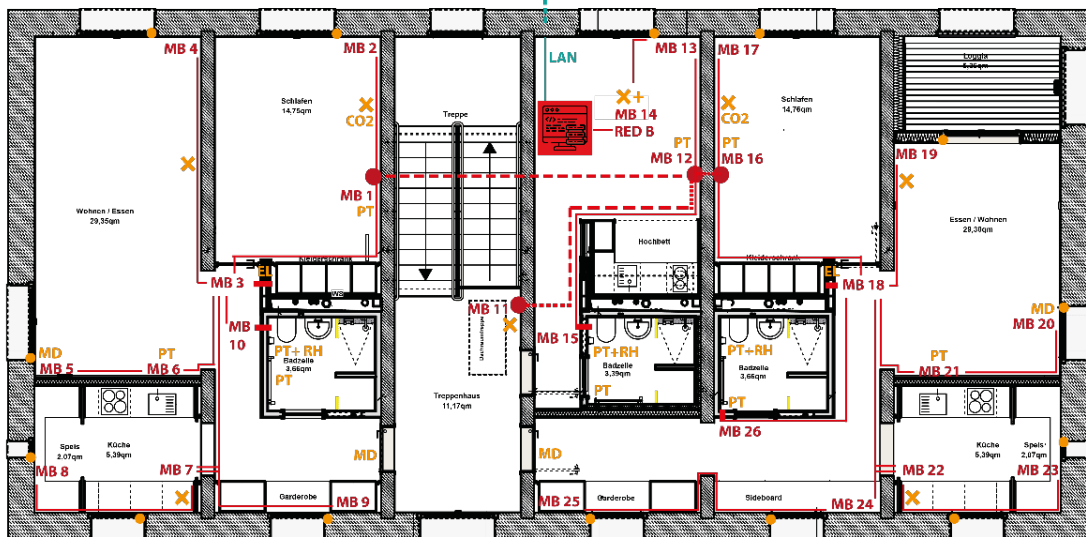 LAN
MB 4
MB 2
MB 13
MB 17
Loggia
Schlafen
14,75qm
CO2
Treppe
MB 14
RED B
CO2
Schlafen
14,76qm
PT
MB 12
PT
MB 16
MB 19
MB 1
PT
Wohnen / Essen
29,35qm
Essen / Wohnen
29,30qm
Hochbett
Kleiderschrank
Kleiderschrank
EL
MB 3
MB 18
MB 11
MB
10
MB 15
MD
MB 20
MD
MB 5
PT
MB 6
PT+RH
Badzelle
3,66qm
PT
PT+RH
Badzelle
3,39qm
PT
PT+RH
Badzelle
3,66qm
PT
PT
MB 21
Treppenhaus
11,17qm
MB 26
Speis
2,07qm
Küche
5,39qm
MB 8
MB 7
MD
MD
MB 22
Küche
5,39qm
Speis
2,07qm
MB 23
Garderobe
MB 9
MB 25
Garderobe
Sideboard
MB 24